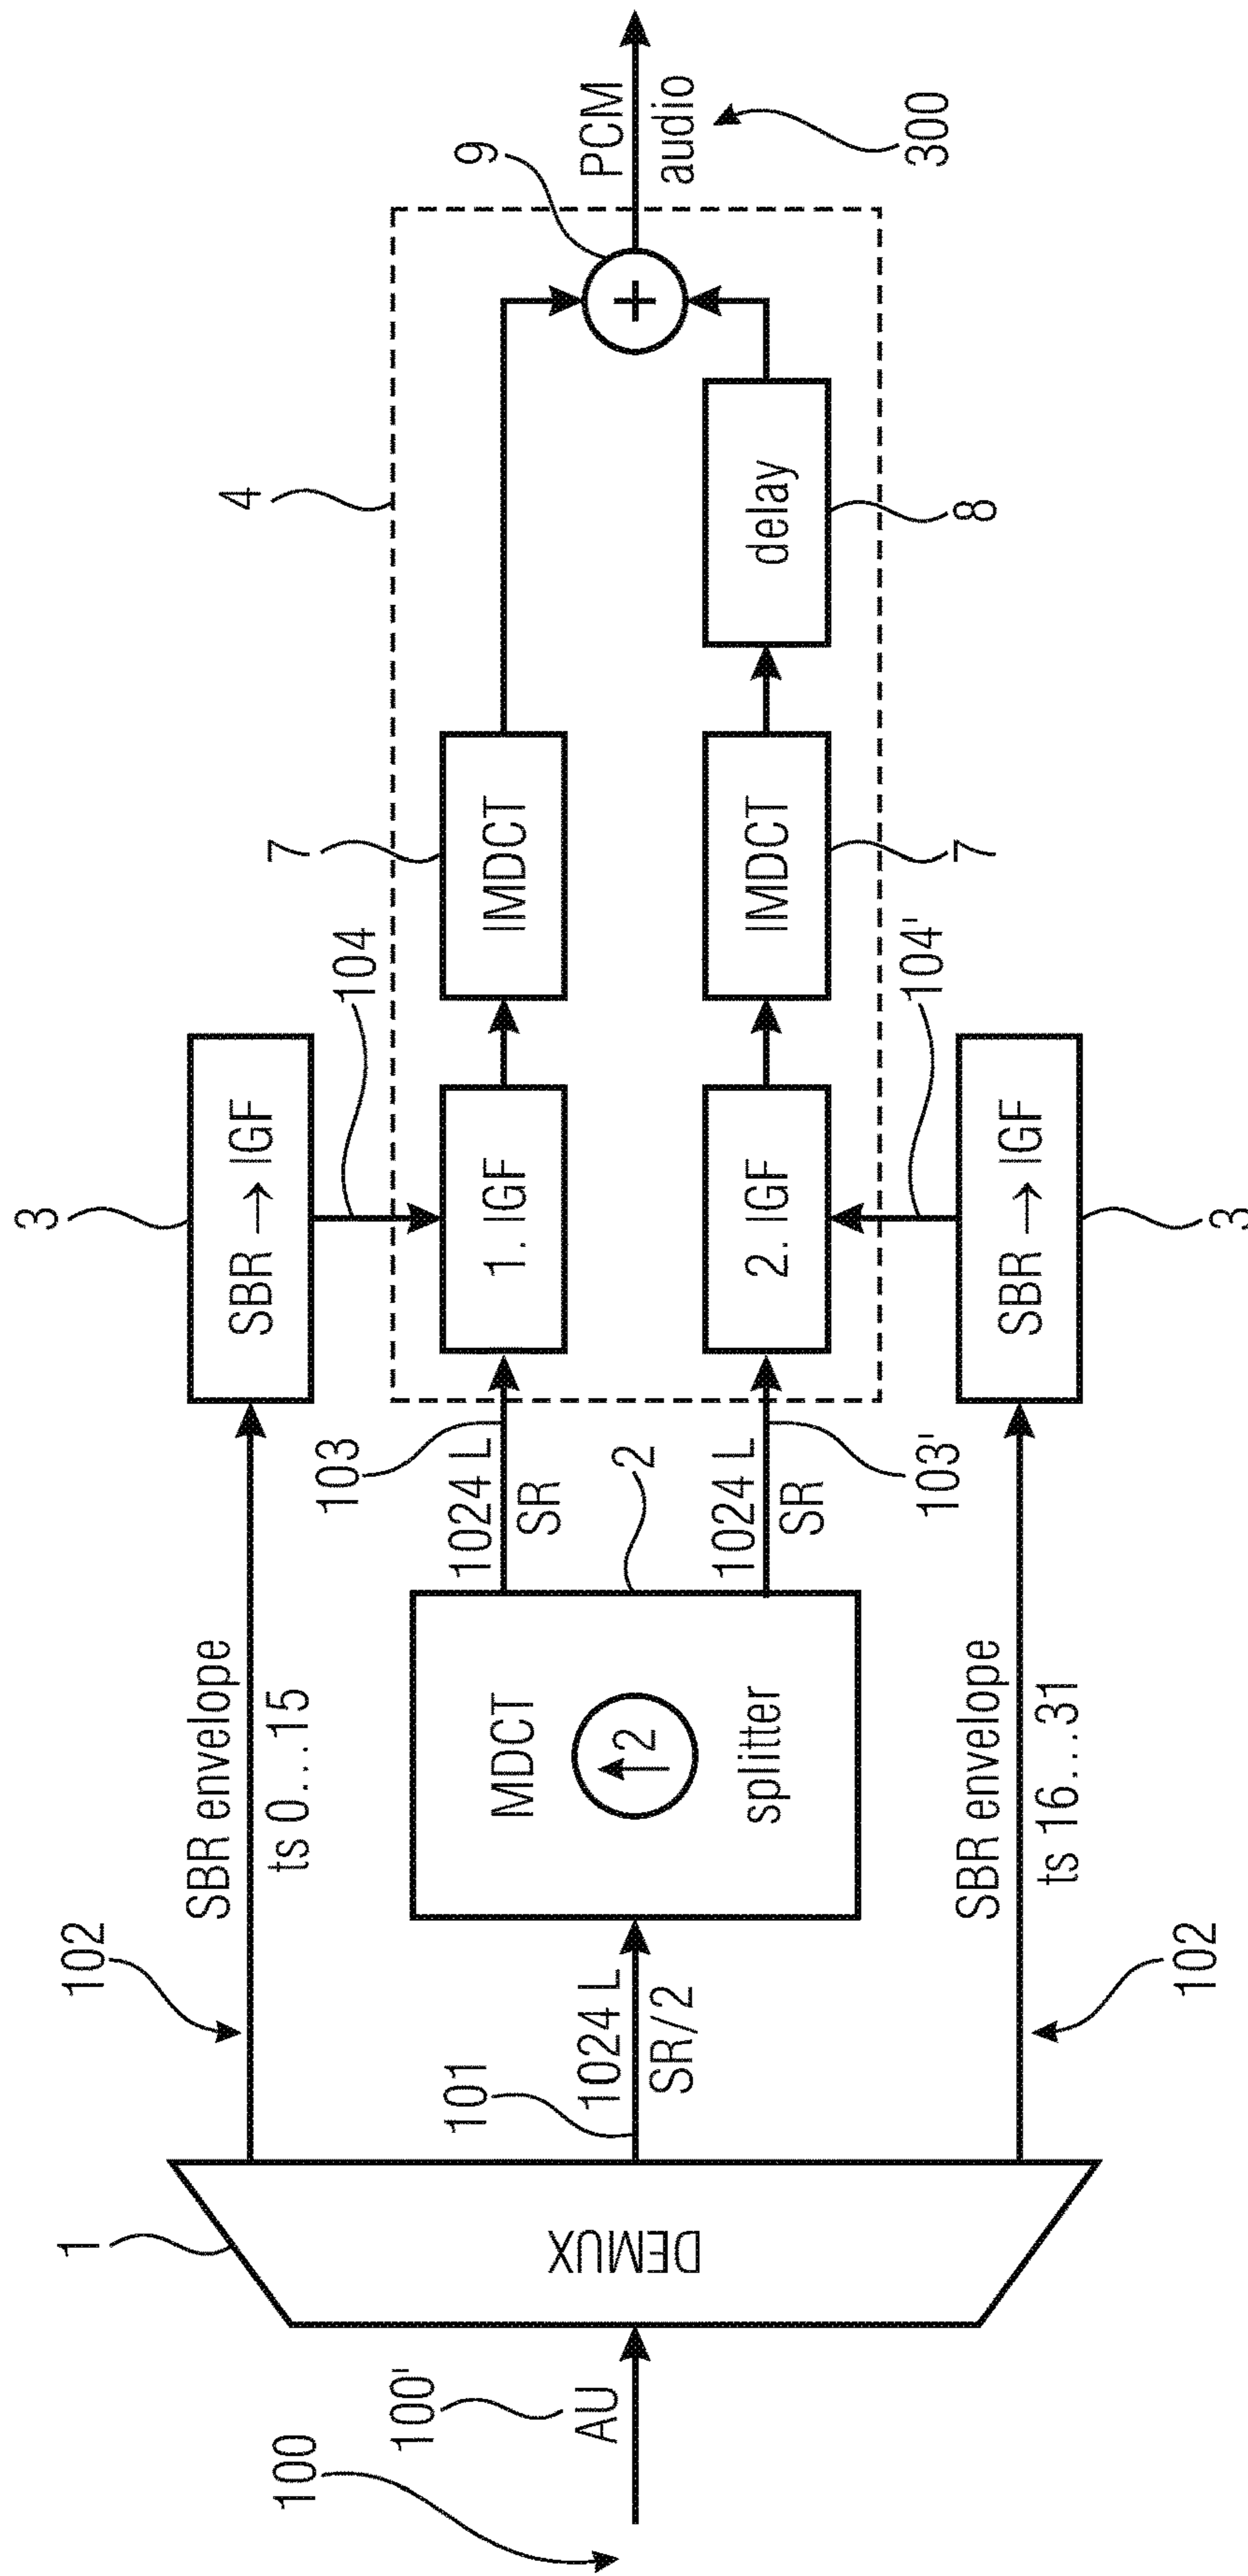 100
100'
AU
1
DEMUX
102
SBR envelope
ts 0...15
101
1024 L
SR/2
102
SBR envelope
ts 16...31
MDCT
2
splitter
2
103
1024 L
SR
1024 L
SR
103'
3
SBR → IGF
104
1. IGF
2. IGF
104'
SBR → IGF
3
7
IMDCT
IMDCT
7
4
delay
8
9
+
PCM
audio
300